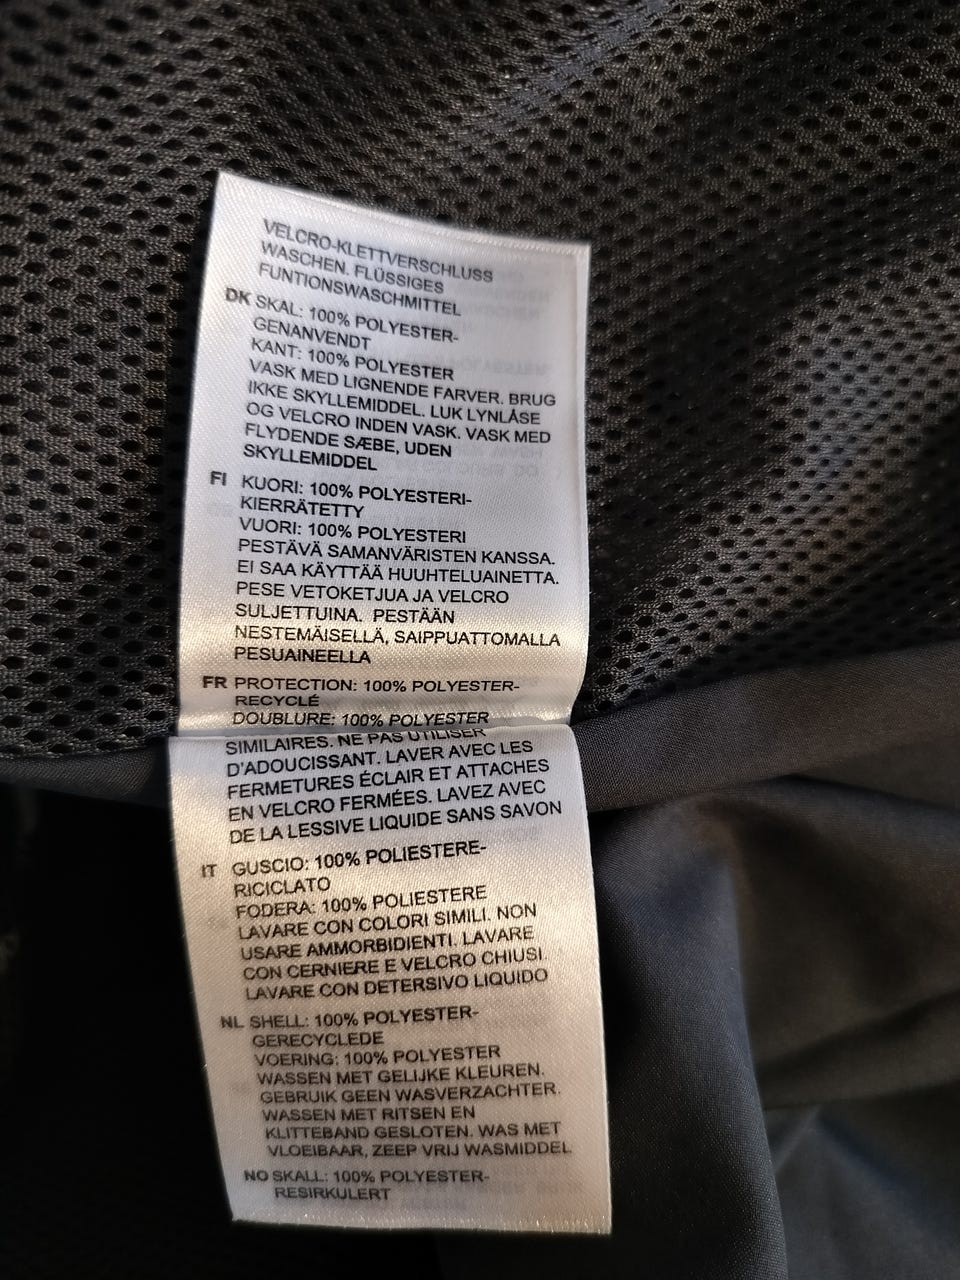 VELCRO-KLETTVERSCHLUSS
WASCHEN. FLÜSSIGES
FUNTIONSWASCHMITTEL
DK SKAL: 100% POLYESTER-
GENANVENDT
KANT: 100% POLYESTER
VASK MED LIGNENDE FARVER. BRUG
IKKE SKYLLEMIDDEL. LUK LYNLÅSE
OG VELCRO INDEN VASK. VASK MED
FLYDENDE SÆBE, UDEN
SKYLLEMIDDEL
FI KUORI: 100% POLYESTERI-
KIERRÄTETTY
VUORI: 100% POLYESTERI
PESTÄVÄ SAMANVÄRISTEN KANSSA.
EI SAA KÄYTTÄÄ HUUHTELUAINETTA.
PESE VETOKETJUA JA VELCRO
SULJETTUINA. PESTÄÄN
NESTEMÄISELLÄ, SAIPPUATTOMALLA
PESUAINEELLA
FR PROTECTION: 100% POLYESTER-
RECYCLÉ
DOUBLURE: 100% POLYESTER
SIMILAIRES. NE PAS UTILISER
D'ADOUCISSANT. LAVER AVEC LES
FERMETURES ÉCLAIR ET ATTACHES
EN VELCRO FERMÉES. LAVEZ AVEC
DE LA LESSIVE LIQUIDE SANS SAVON
IT GUSCIO: 100% POLIESTERE-
RICICLATO
FODERA: 100% POLIESTERE
LAVARE CON COLORI SIMILI. NON
USARE AMMORBIDIENTI. LAVARE
CON CERNIERE E VELCRO CHIUSI.
LAVARE CON DETERSIVO LIQUIDO
NL SHELL: 100% POLYESTER-
GERECYCLEDE
VOERING: 100% POLYESTER
WASSEN MET GELIJKE KLEUREN.
GEBRUIK GEEN WASVERZACHTER.
WASSEN MET RITSEN EN
KLITTEBAND GESLOTEN. WAS MET
VLOEIBAAR, ZEEP VRIJ WASMIDDEL
NO SKALL: 100% POLYESTER-
RESIRKULERT